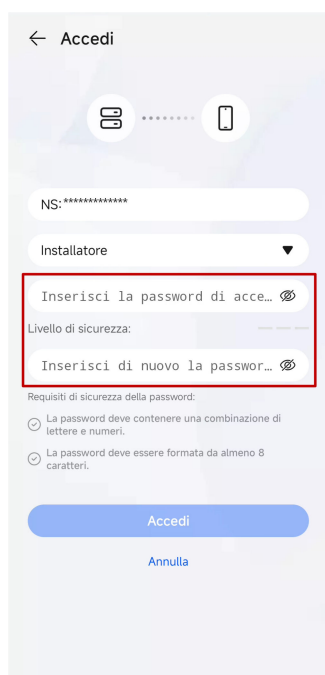 Accedi
NS:*************
Installatore
Inserisci la password di acce...
Livello di sicurezza:
Inserisci di nuovo la passwor...
Requisiti di sicurezza della password:
La password deve contenere una combinazione di
lettere e numeri.
La password deve essere formata da almeno 8
caratteri.
Accedi
Annulla